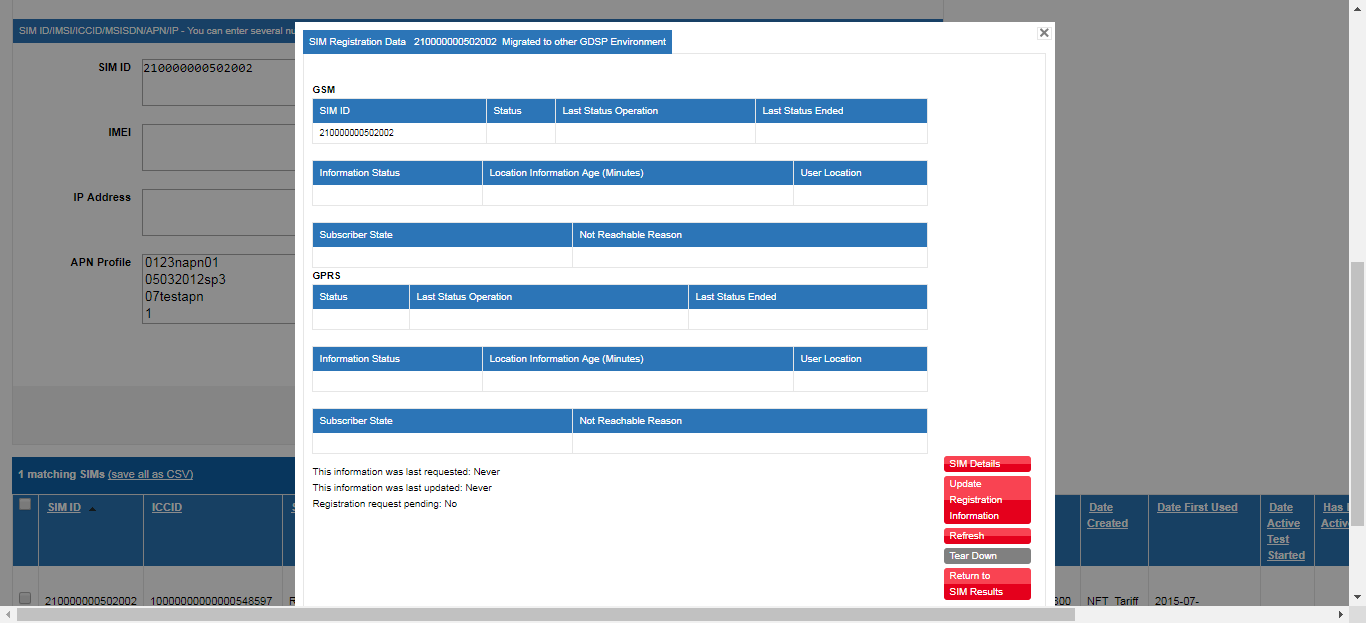 SIM ID/IMSI/ICCID/MSISDN/APN/IP - You can enter several
SIM ID
210000000502002
IMEI
IP Address
APN Profile
0123napn01
05032012sp3
07testapn
1
SIM Registration Data 210000000502002 Migrated to other GDSP Environment
GSM
SIM ID Status Last Status Operation Last Status Ended
210000000502002
Information Status Location Information Age (Minutes) User Location
Subscriber State Not Reachable Reason
GPRS
Status Last Status Operation Last Status Ended
Information Status Location Information Age (Minutes) User Location
Subscriber State Not Reachable Reason
This information was last requested: Never
This information was last updated: Never
Registration request pending: No
SIM Details
Update
Registration
Information
Refresh
Tear Down
Return to
SIM Results
1 matching SIMs (save all as CSV)
SIM ID ICCID
Date
Created
Date First Used
Date
Active
Test
Started
Has
Active
210000000502002 10000000000000548597 NFT_Tariff 2015-07-